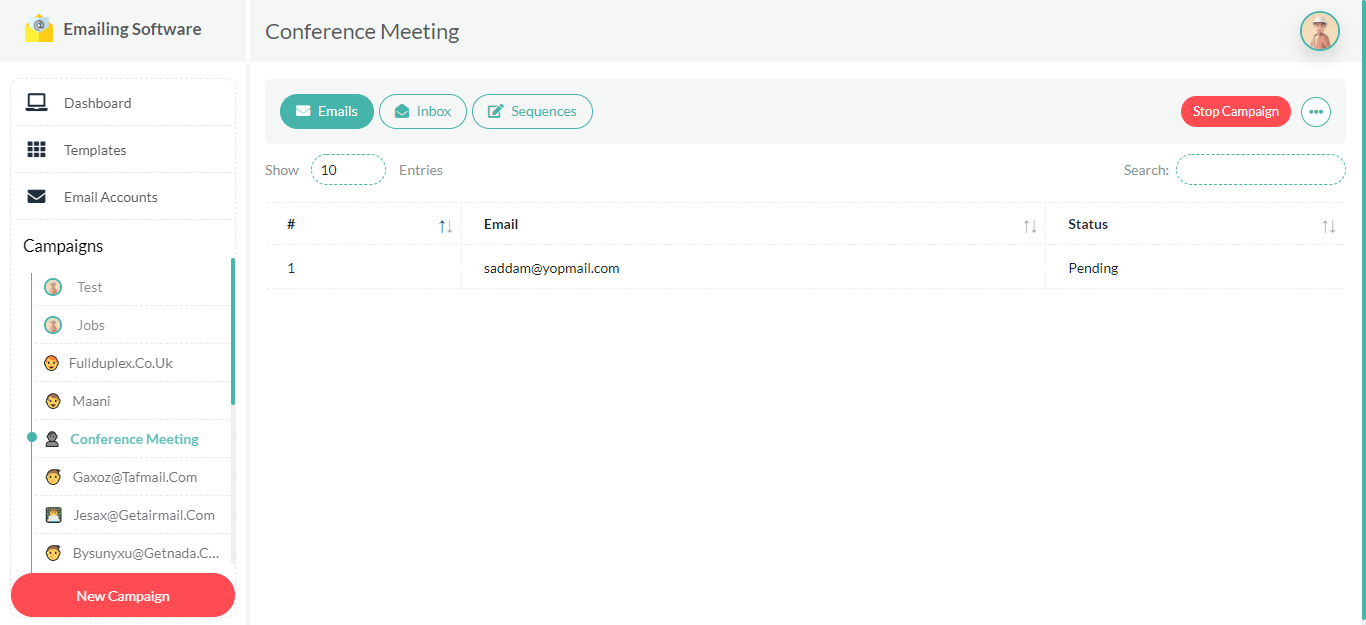 Emailing Software
Conference Meeting
Dashboard
Templates
Email Accounts
Campaigns
Test
Jobs
Fullduplex.Co.Uk
Maani
Conference Meeting
Gaxoz@Tafmail.Com
Jesax@Getairmail.Com
Bysunyxu@Getnada.C...
New Campaign
Emails Inbox Sequences Stop Campaign
Show 10 Entries Search:
# Email Status
1 saddam@yopmail.com Pending